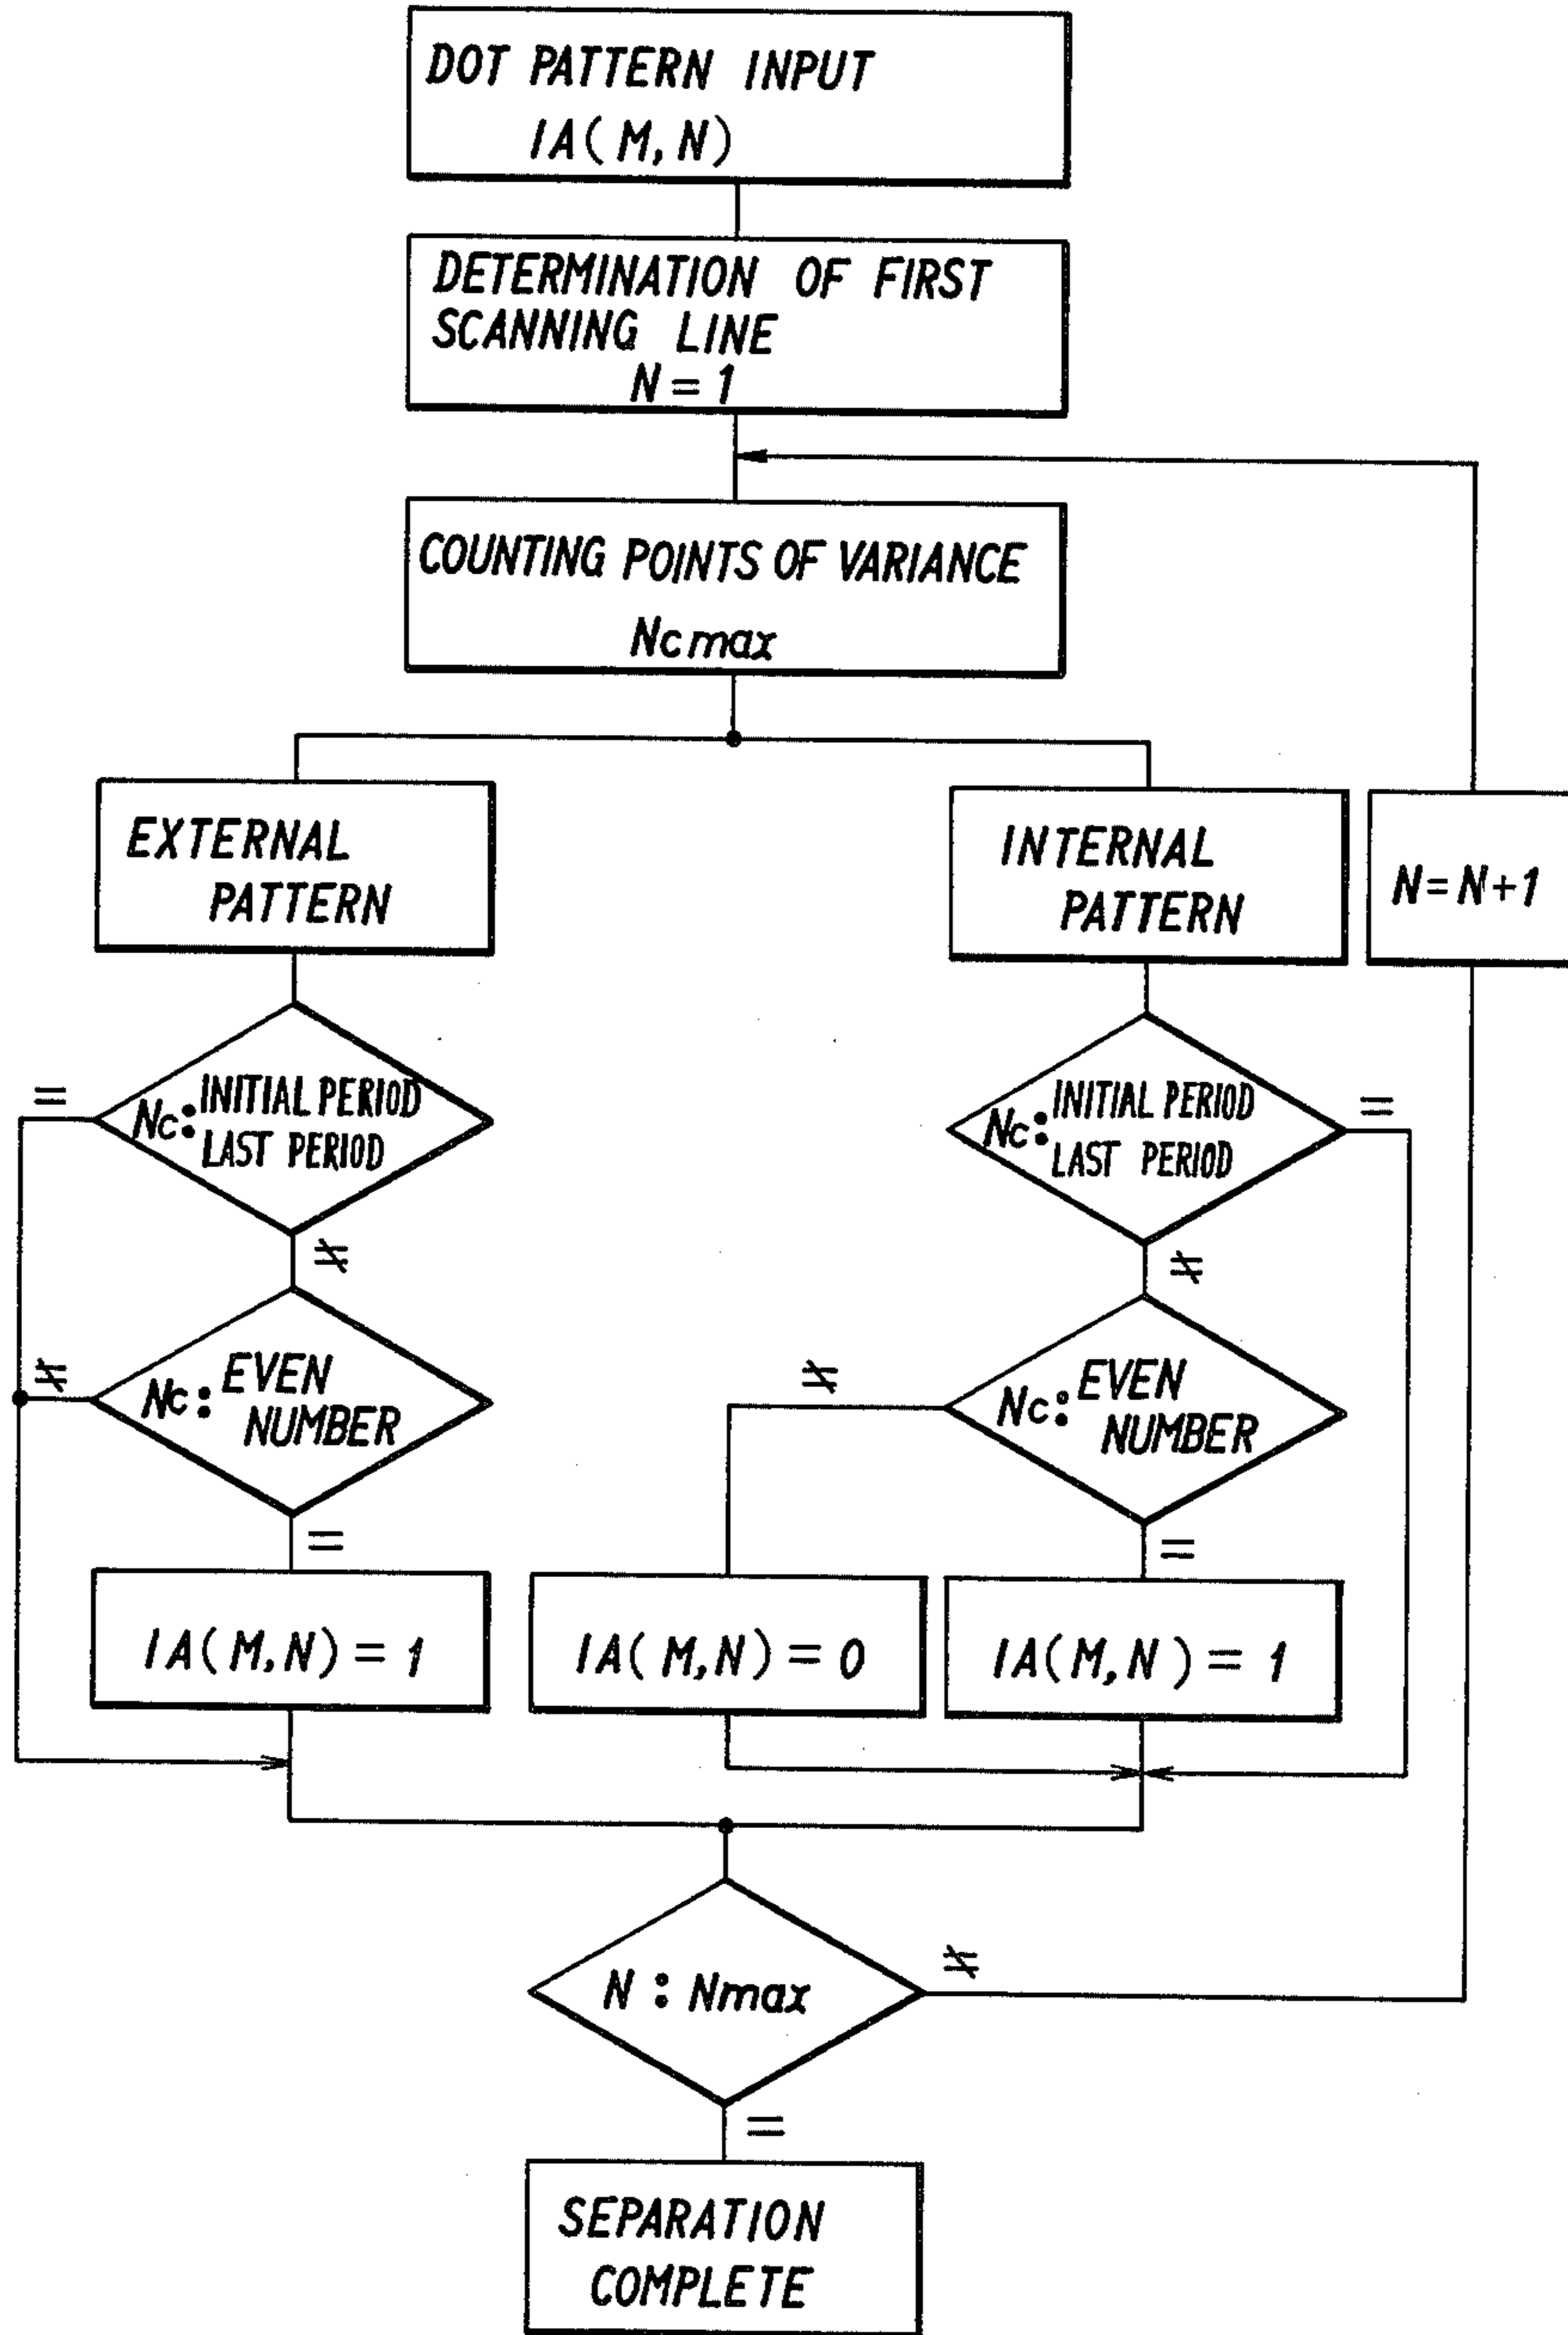 DOT PATTERN INPUT
IA(M,N)
DETERMINATION OF FIRST
SCANNING LINE
N = 1
COUNTING POINTS OF VARIANCE
Ncmax
EXTERNAL
PATTERN
INTERNAL
PATTERN
N=N+1
=
Nc: INITIAL PERIOD
LAST PERIOD
≠
Nc: INITIAL PERIOD
LAST PERIOD
=
≠
≠
Nc: EVEN
NUMBER
=
≠
Nc: EVEN
NUMBER
=
IA(M,N) = 1
IA(M,N) = 0
IA(M,N) = 1
N : Nmax
≠
=
SEPARATION
COMPLETE